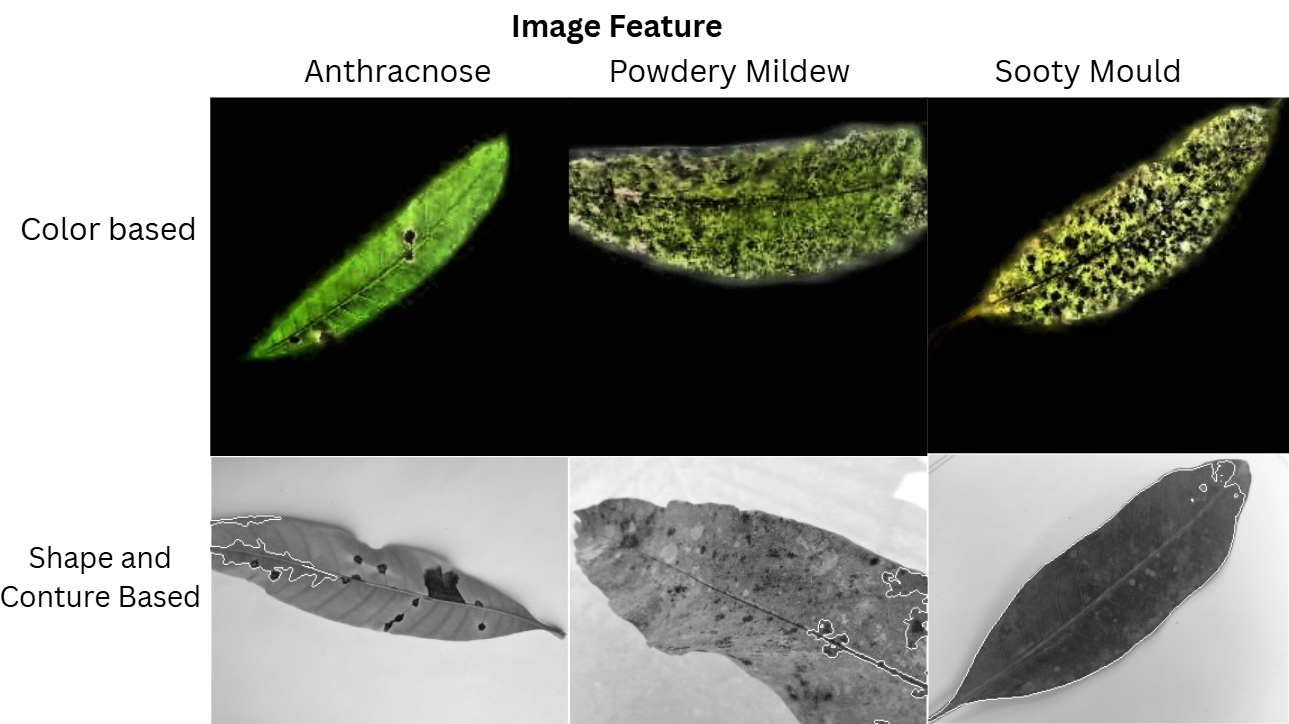 Image Feature
Anthracnose
Powdery Mildew
Sooty Mould
Color based
Shape and
Conture Based